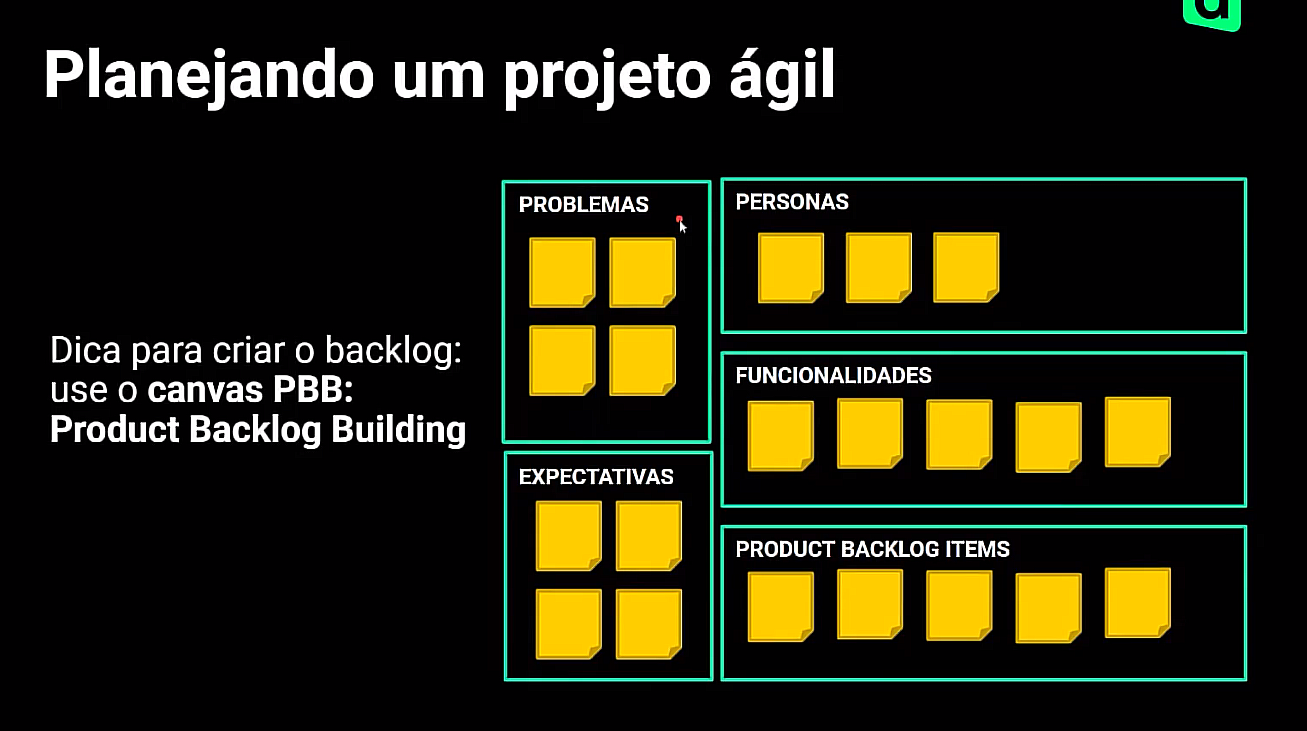 Planejando um projeto ágil
Dica para criar o backlog:
use o canvas PBB:
Product Backlog Building
PROBLEMAS
EXPECTATIVAS
PERSONAS
FUNCIONALIDADES
PRODUCT BACKLOG ITEMS